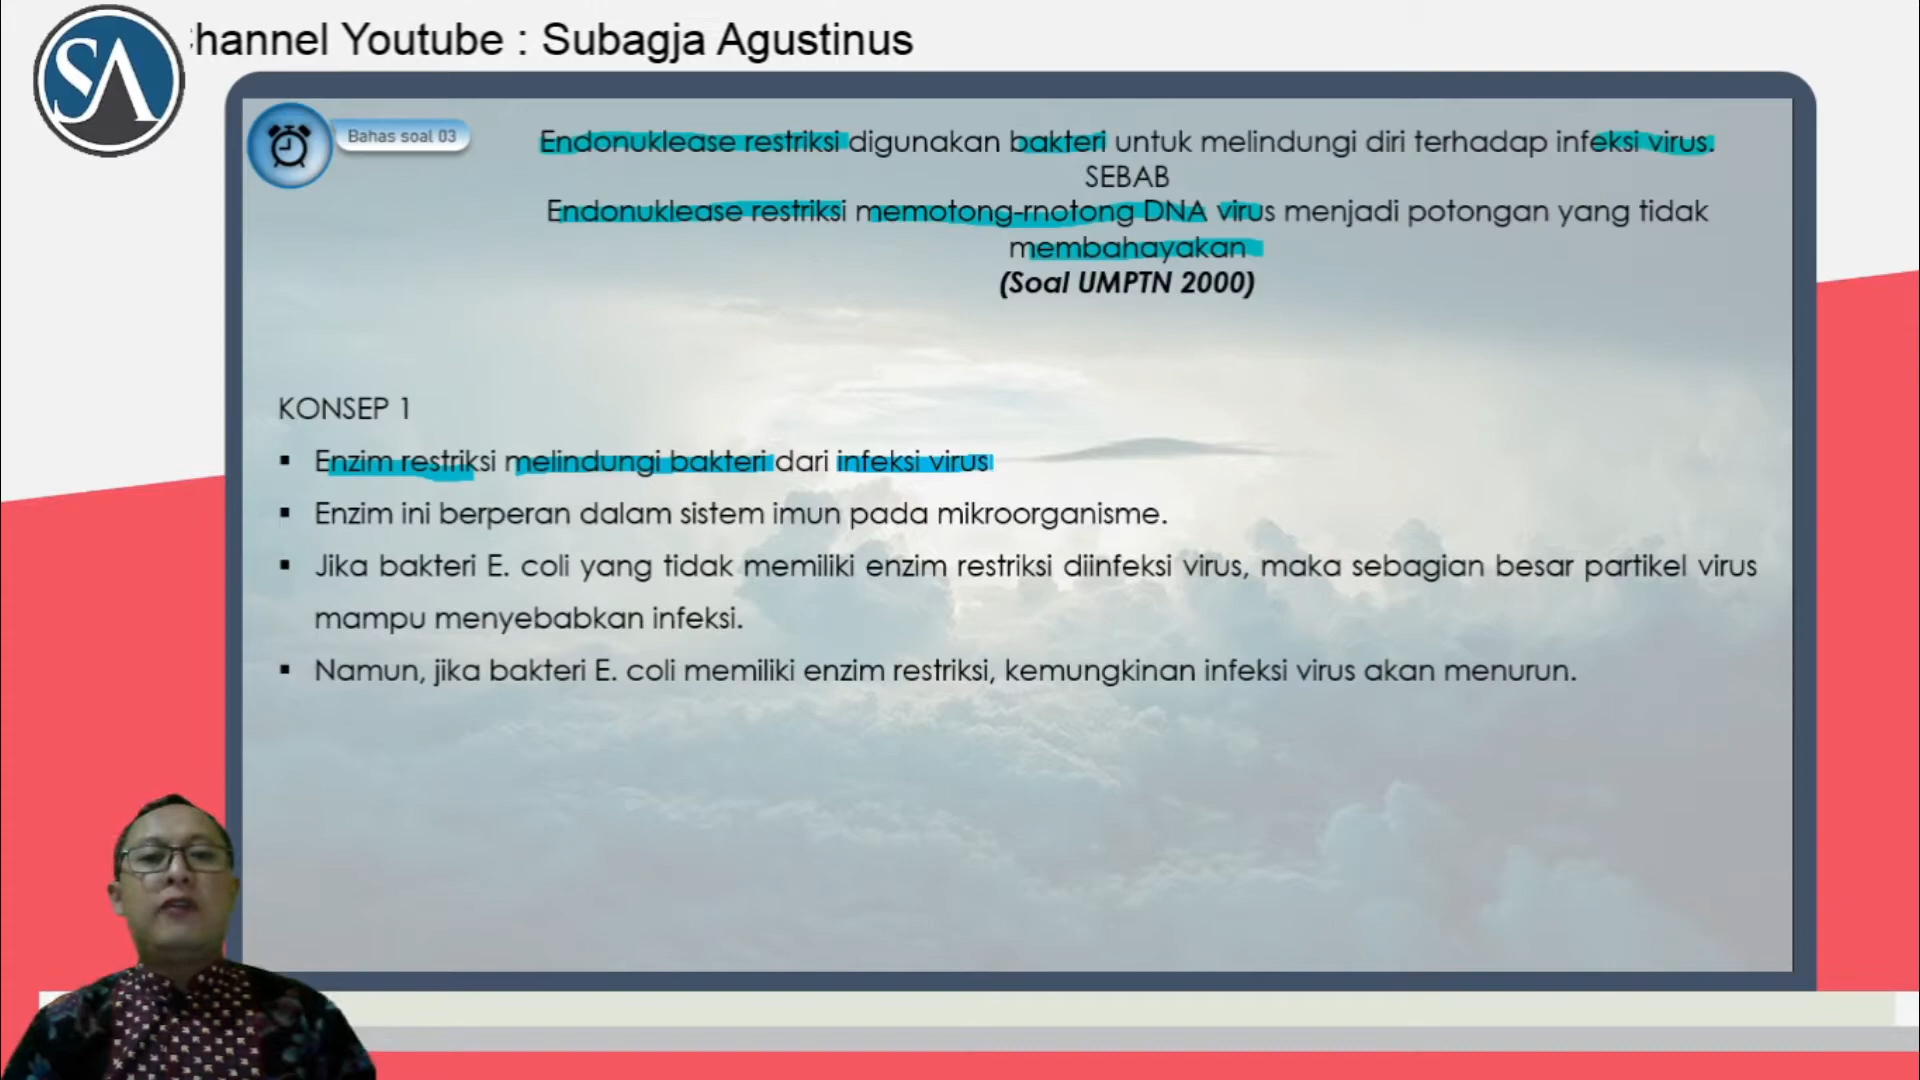 hannel Youtube : Subagja Agustinus
SA
Bahas soal 03
Endonuklease restriksi digunakan bakteri untuk melindungi diri terhadap infeksi virus.
SEBAB
Endonuklease restriksi memotong-rnotong DNA virus menjadi potongan yang tidak
membahayakan
(Soal UMPTN 2000)
KONSEP 1
▪ Enzim restriksi melindungi bakteri dari infeksi virus
▪ Enzim ini berperan dalam sistem imun pada mikroorganisme.
▪ Jika bakteri E. coli yang tidak memiliki enzim restriksi diinfeksi virus, maka sebagian besar partikel virus
mampu menyebabkan infeksi.
▪ Namun, jika bakteri E. coli memiliki enzim restriksi, kemungkinan infeksi virus akan menurun.